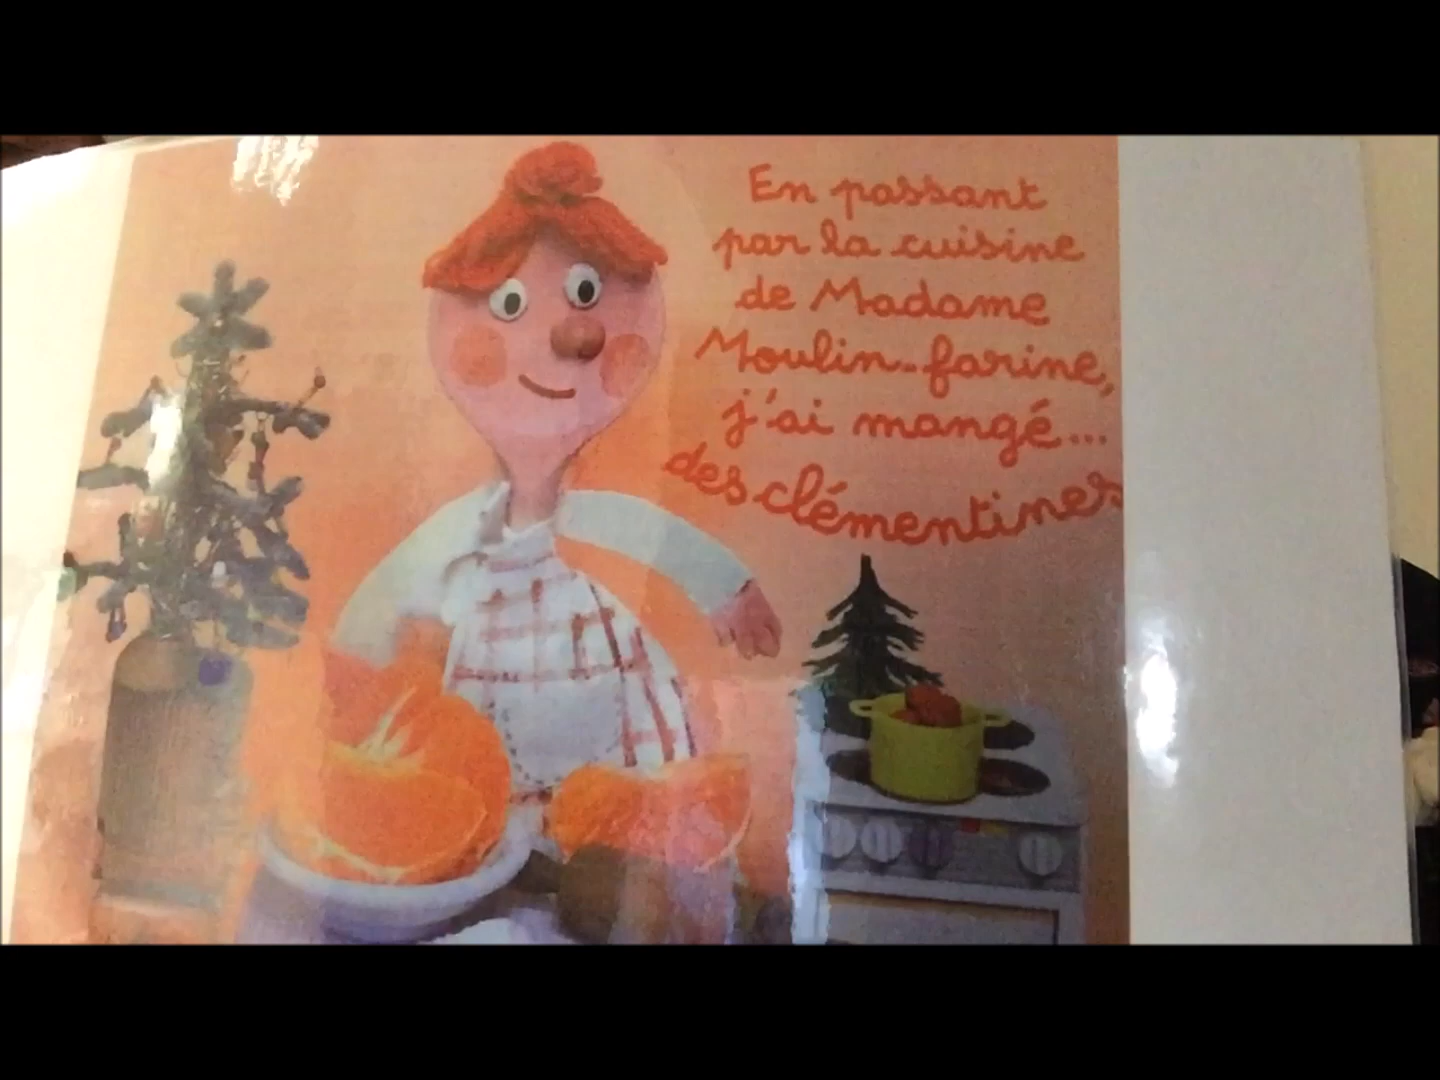 En passant
par la cuisine
de Madame
Moulin-farine,
j'ai mangé...
des clémentines